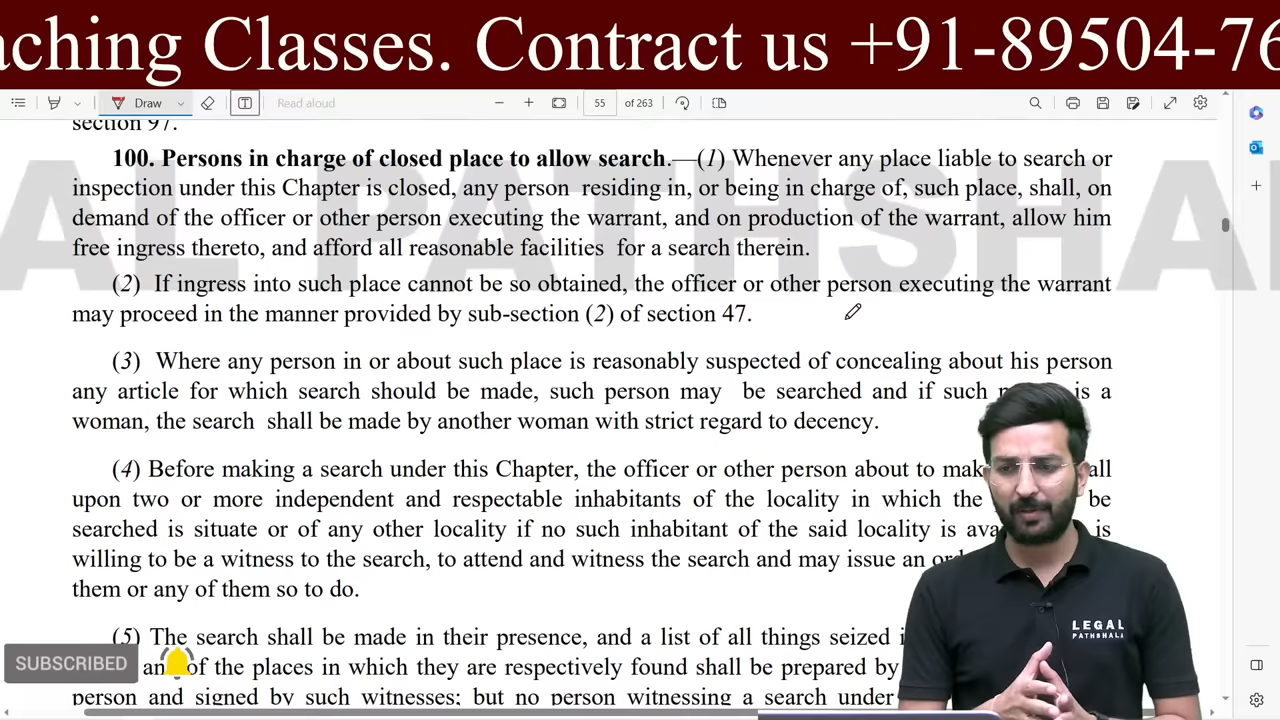 aching Classes. Contract us +91-89504-76
Draw
Read aloud
55 of 263
section 97.
100. Persons in charge of closed place to allow search.—(1) Whenever any place liable to search or
inspection under this Chapter is closed, any person residing in, or being in charge of, such place, shall, on
demand of the officer or other person executing the warrant, and on production of the warrant, allow him
free ingress thereto, and afford all reasonable facilities for a search therein.
(2) If ingress into such place cannot be so obtained, the officer or other person executing the warrant
may proceed in the manner provided by sub-section (2) of section 47.
(3) Where any person in or about such place is reasonably suspected of concealing about his person
any article for which search should be made, such person may be searched and if such is a
woman, the search shall be made by another woman with strict regard to decency.
(4) Before making a search under this Chapter, the officer or other person about to mak all
upon two or more independent and respectable inhabitants of the locality in which the be
searched is situate or of any other locality if no such inhabitant of the said locality is ava is
willing to be a witness to the search, to attend and witness the search and may issue an or
them or any of them so to do.
(5) The search shall be made in their presence, and a list of all things seized i
an of the places in which they are respectively found shall be prepared by
person and signed by such witnesses; but no person witnessing a search under
AL PATHSHAL
LEGAL
PATHSHALA
SUBSCRIBED